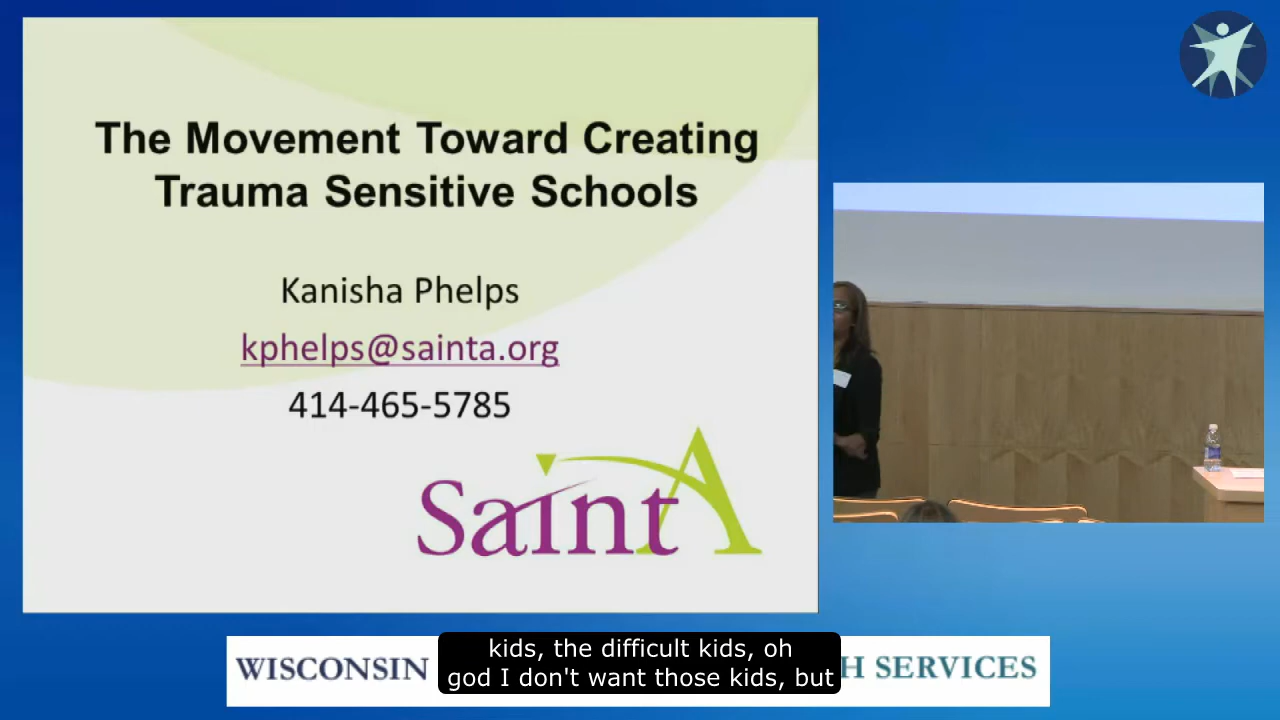 The Movement Toward Creating
Trauma Sensitive Schools
Kanisha Phelps
kphelps@sainta.org
414-465-5785
SaintA
kids, the difficult kids, oh
god I don't want those kids, but
WISCONSIN
H SERVICES